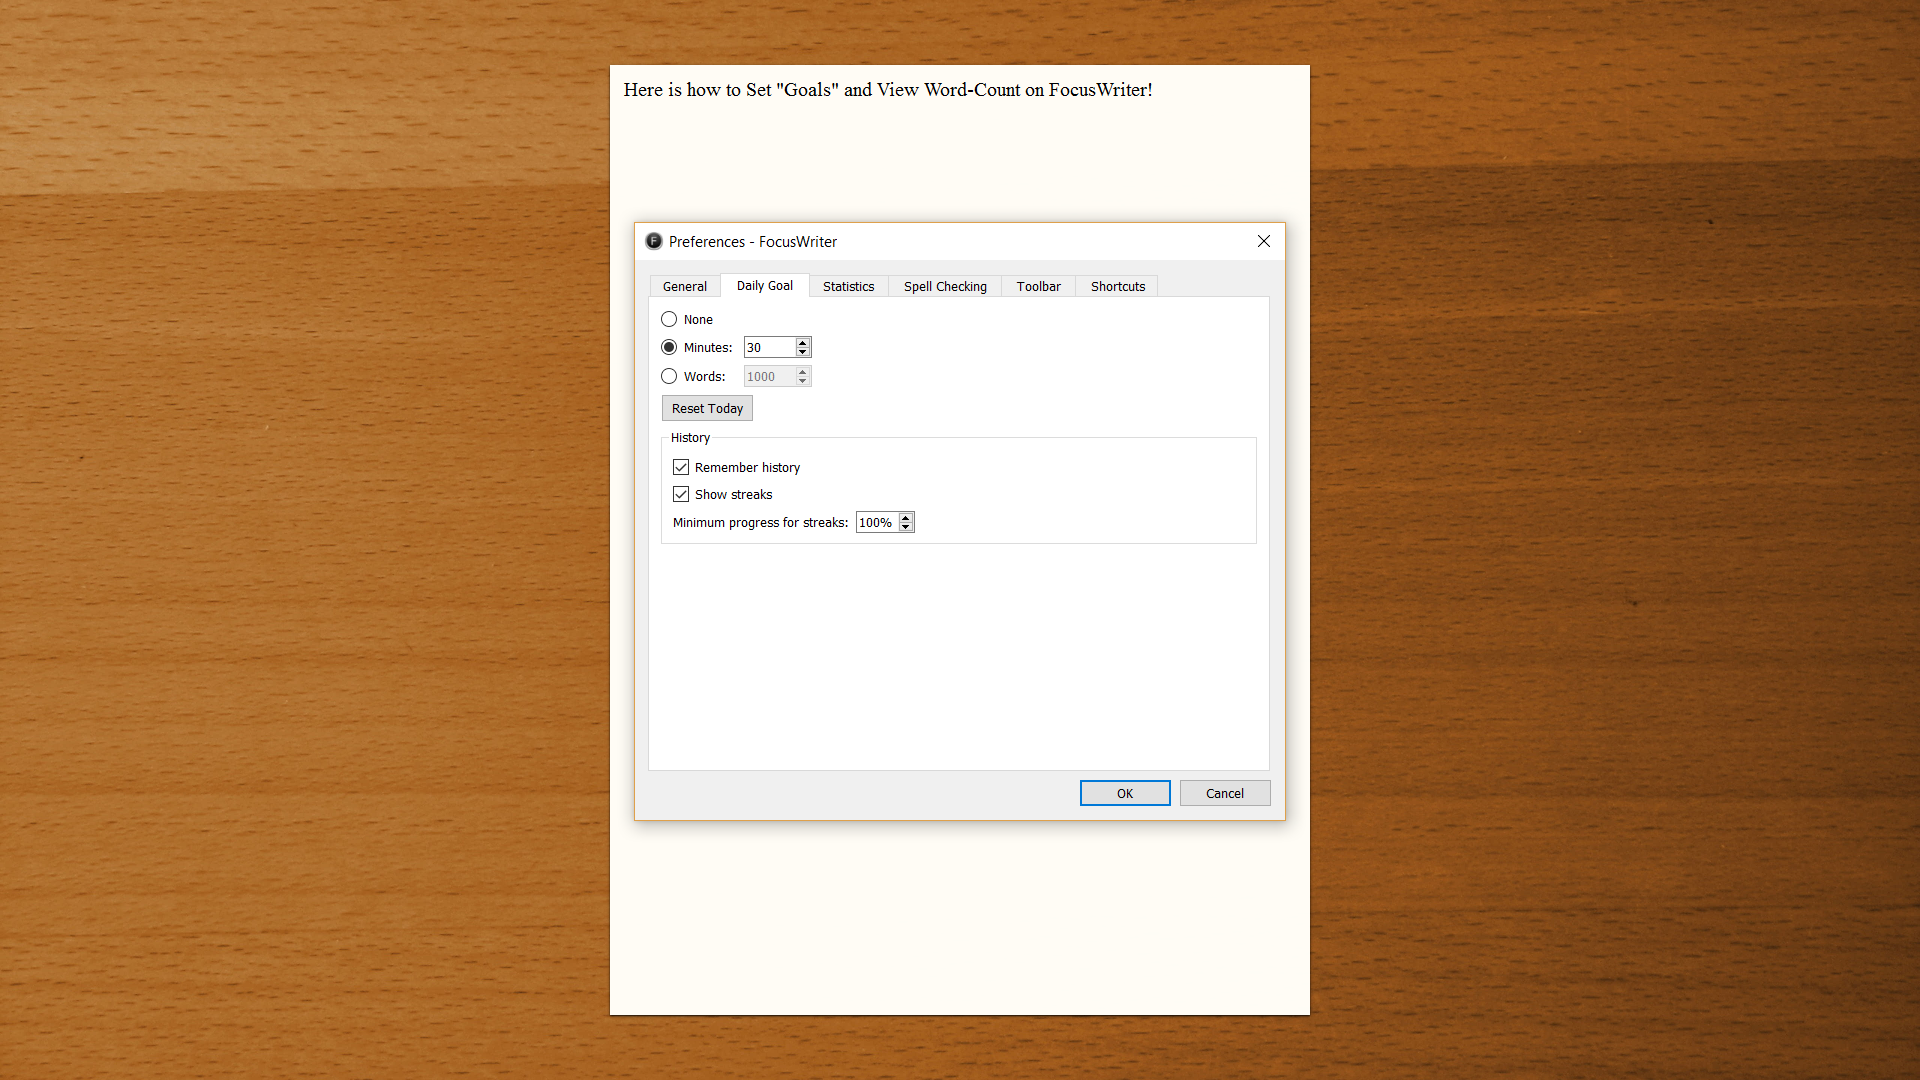 Here is how to Set "Goals" and View Word-Count on FocusWriter!
F Preferences - FocusWriter
General Daily Goal Statistics Spell Checking Toolbar Shortcuts
None
Minutes: 30
Words: 1000
Reset Today
History
Remember history
Show streaks
Minimum progress for streaks: 100%
OK Cancel